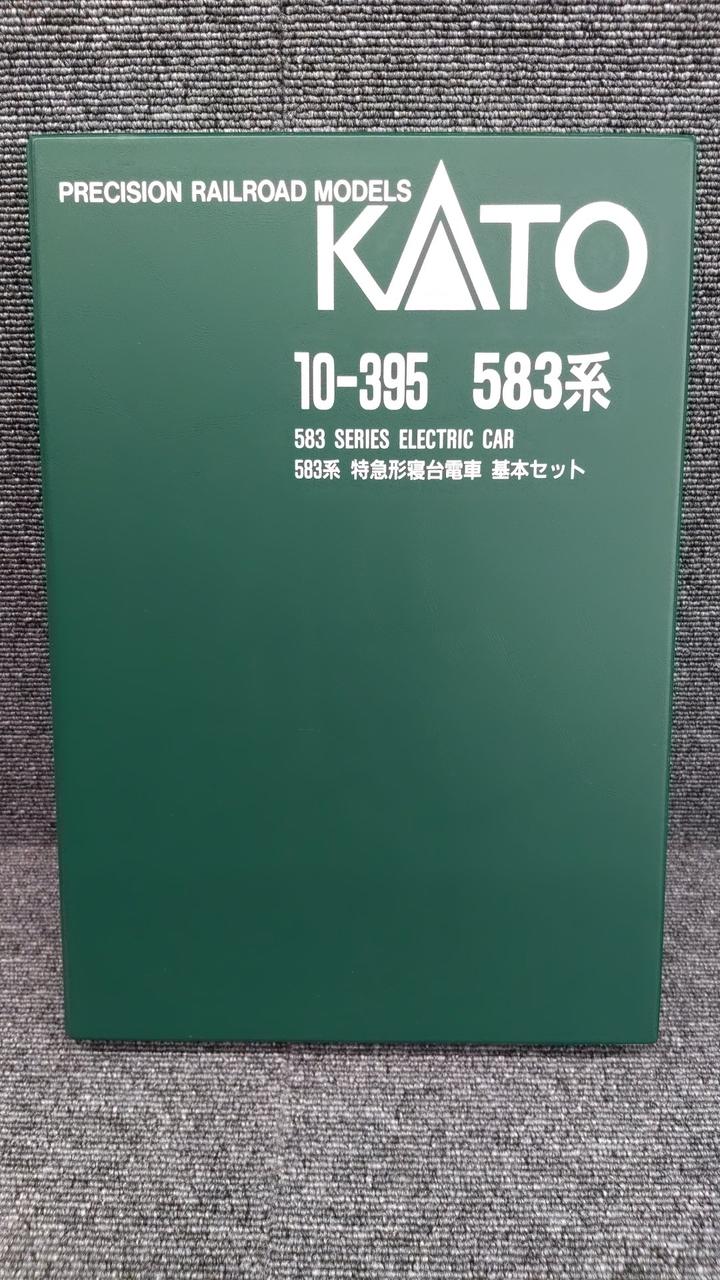 PRECISION RAILROAD MODELS
KATO
10-395 583系
583 SERIES ELECTRIC CAR
583系 特急形寝台電車 基本セット